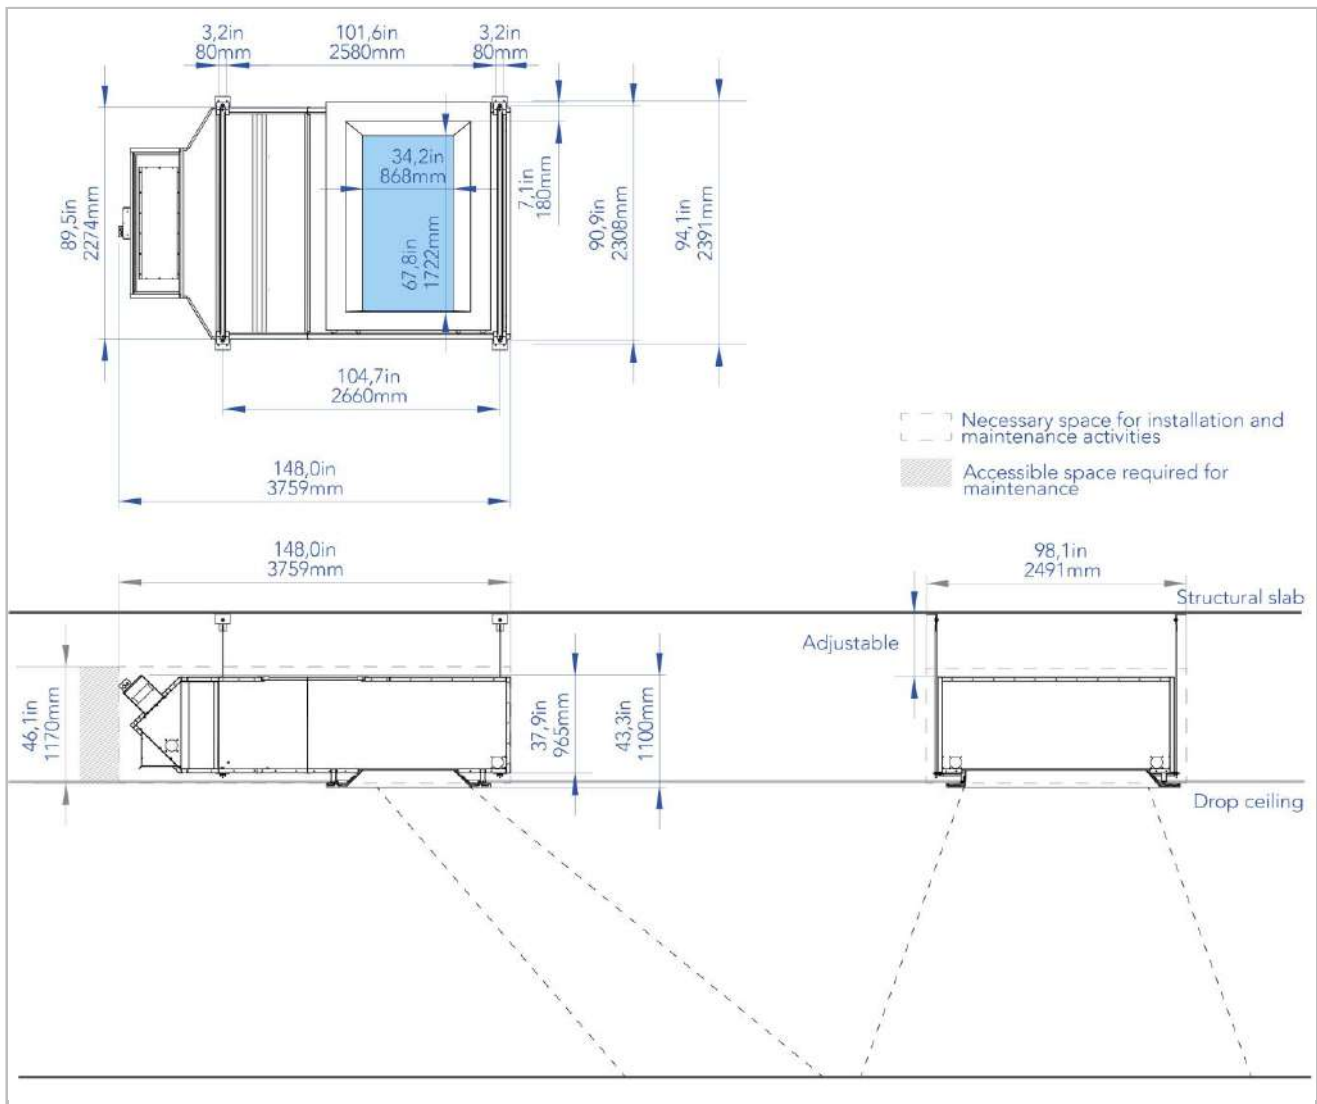 3,2in
80mm
101,6in
2580mm
3,2in
80mm
34,2in
868mm
67,8in
1722mm
7,1in
180mm
89,5in
2274mm
90,9in
2308mm
94,1in
2391mm
104,7in
2660mm
148,0in
3759mm
Necessary space for installation and
maintenance activities
Accessible space required for
maintenance
148,0in
3759mm
98,1in
2491mm
Structural slab
Adjustable
46,1in
1170mm
37,9in
965mm
43,3in
1100mm
Drop ceiling